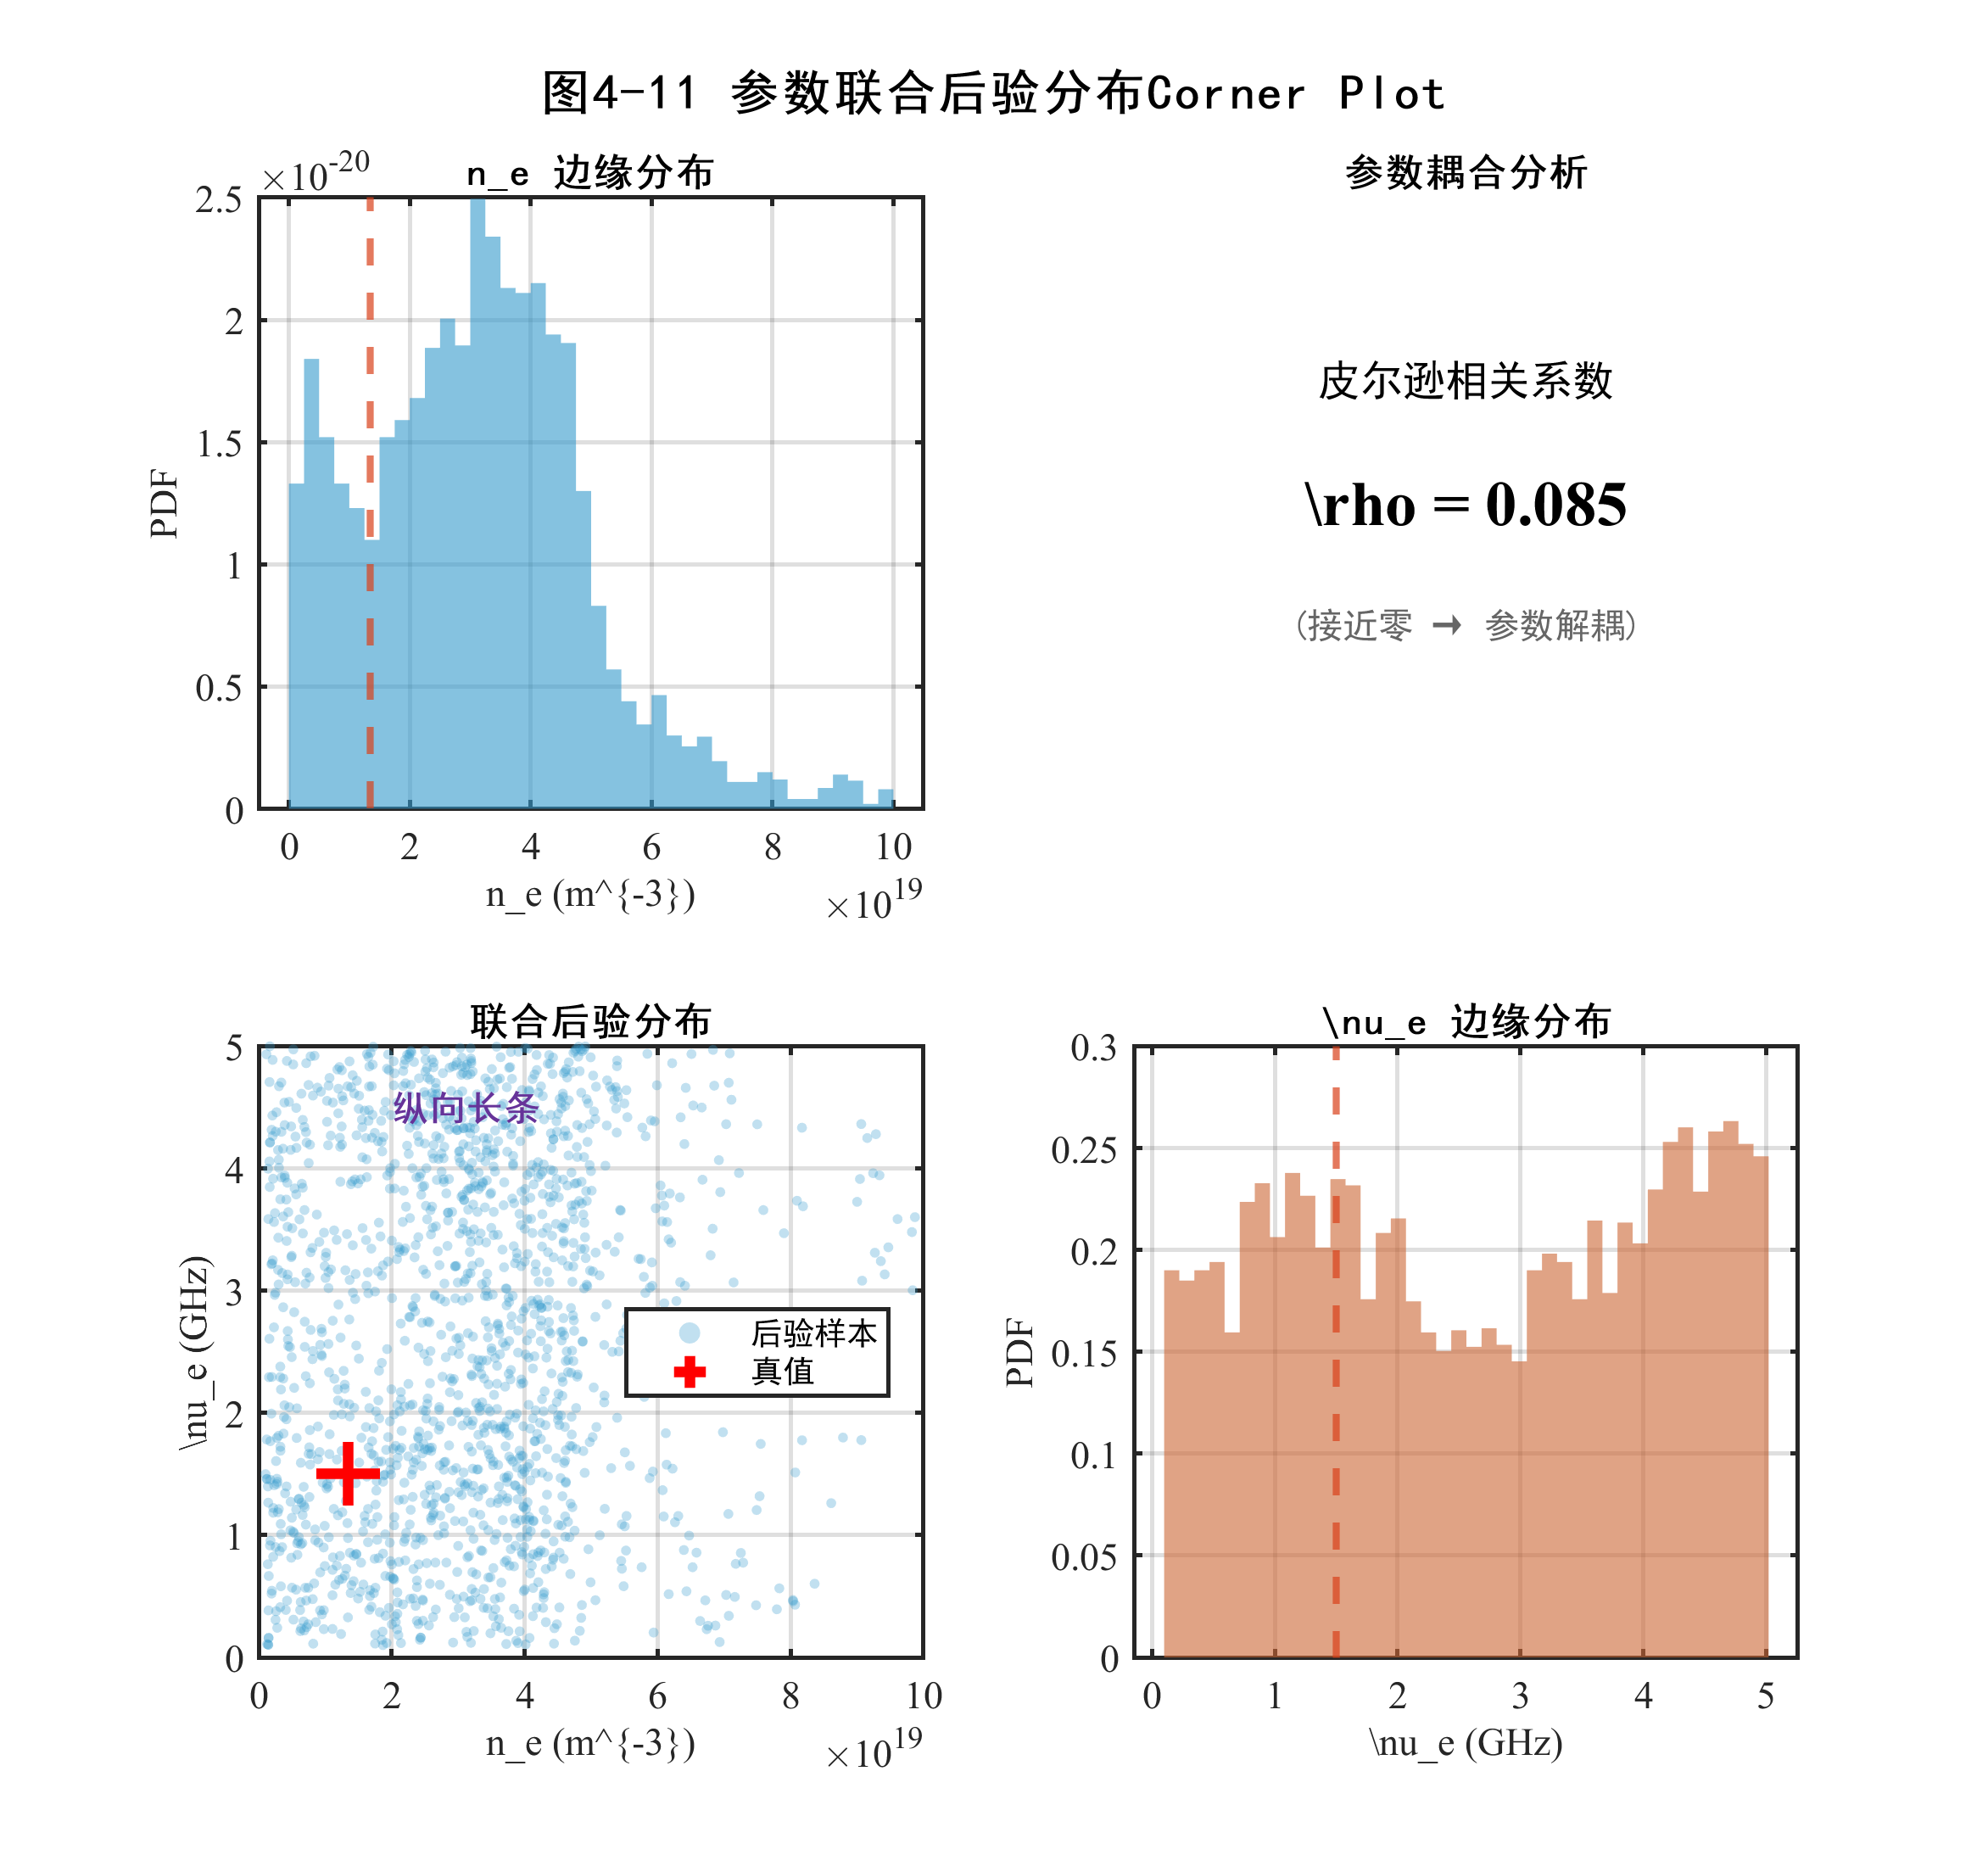 图4-11 参数联合后验分布Corner Plot
×10-20
n_e 边缘分布
2.5
2
1.5
1
0.5
0
PDF
0 2 4 6 8 10
n_e (m^{-3})
×1019
参数耦合分析
皮尔逊相关系数
\rho = 0.085
(接近零 → 参数解耦)
联合后验分布
5
4
3
2
1
0
\nu_e (GHz)
纵向长条
后验样本
真值
0 2 4 6 8 10
n_e (m^{-3})
×1019
\nu_e 边缘分布
0.3
0.25
0.2
0.15
0.1
0.05
0
PDF
0 1 2 3 4 5
\nu_e (GHz)